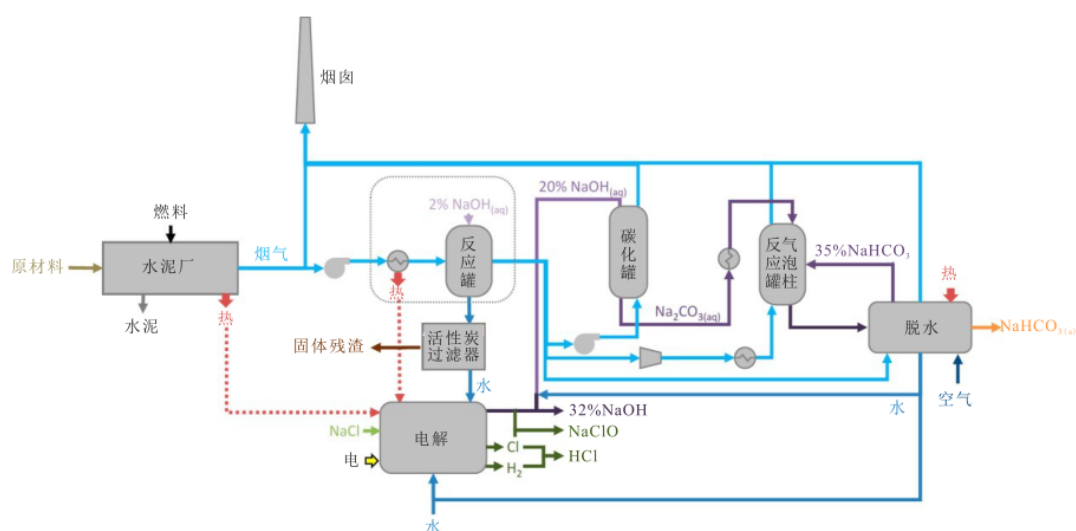 烟囱
燃料
原材料
水泥厂
烟气
水泥
热
2% NaOH(aq)
反应罐
热
固体残渣
活性炭
过滤器
水
NaCl
电
电解
水
32%NaOH
NaClO
Cl
H₂
HCl
20% NaOH(aq)
碳化罐
Na₂CO₃(aq)
反应罐
气泡柱
35%NaHCO₃
热
脱水
NaHCO₃(s)
空气
水